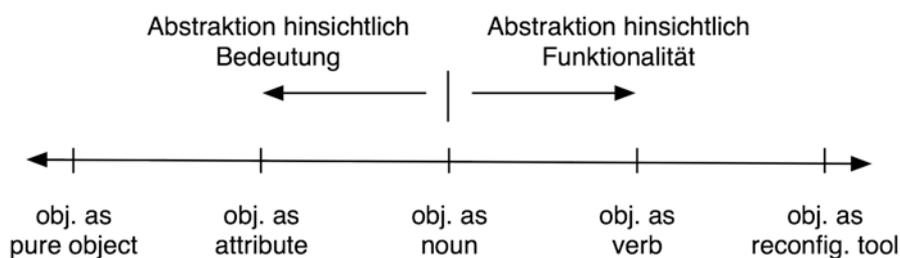 Abstraktion hinsichtlich
Bedeutung
Abstraktion hinsichtlich
Funktionalität
obj. as
pure object
obj. as
attribute
obj. as
noun
obj. as
verb
obj. as
reconfig. tool